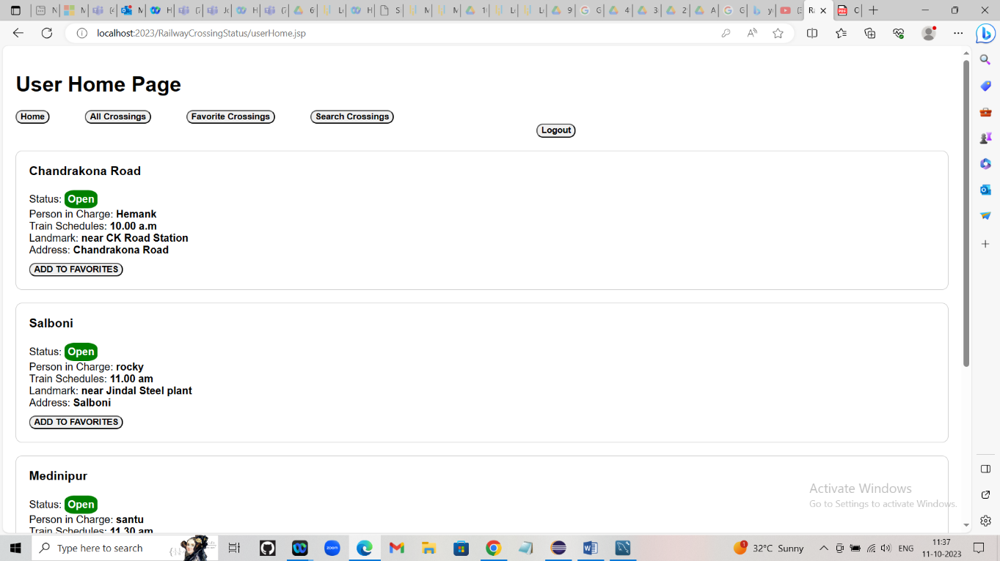 localhost:2023/RailwayCrossingStatus/userHome.jsp
User Home Page
Home
All Crossings
Favorite Crossings
Search Crossings
Logout
Chandrakona Road
Status: Open
Person in Charge: Hemank
Train Schedules: 10.00 a.m
Landmark: near CK Road Station
Address: Chandrakona Road
ADD TO FAVORITES
Salboni
Status: Open
Person in Charge: rocky
Train Schedules: 11.00 am
Landmark: near Jindal Steel plant
Address: Salboni
ADD TO FAVORITES
Medinipur
Status: Open
Person in Charge: santu
Train Schedules: 11.30 am
Activate Windows
Go to Settings to activate Windows.
Type here to search
zoom
32°C Sunny
ENG
11:37
11-10-2023